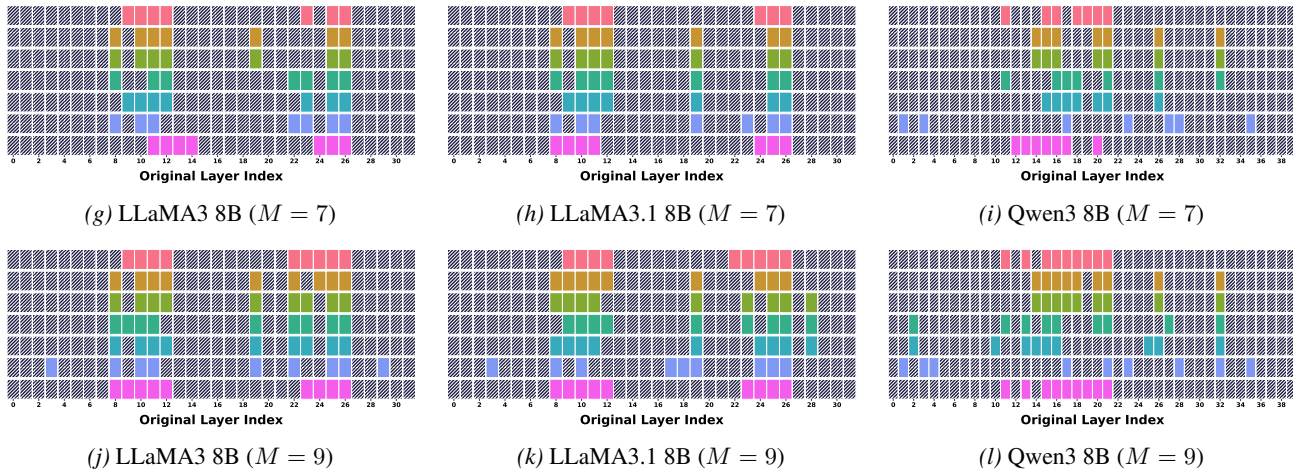 0 2 4 6 8 10 12 14 16 18 20 22 24 26 28 30
0 2 4 6 8 10 12 14 16 18 20 22 24 26 28 30
0 2 4 6 8 10 12 14 16 18 20 22 24 26 28 30 32 34 36 38
Original Layer Index
Original Layer Index
Original Layer Index
(g) LLaMA3 8B (M = 7)
(h) LLaMA3.1 8B (M = 7)
(i) Qwen3 8B (M = 7)
0 2 4 6 8 10 12 14 16 18 20 22 24 26 28 30
0 2 4 6 8 10 12 14 16 18 20 22 24 26 28 30
0 2 4 6 8 10 12 14 16 18 20 22 24 26 28 30 32 34 36 38
Original Layer Index
Original Layer Index
Original Layer Index
(j) LLaMA3 8B (M = 9)
(k) LLaMA3.1 8B (M = 9)
(l) Qwen3 8B (M = 9)